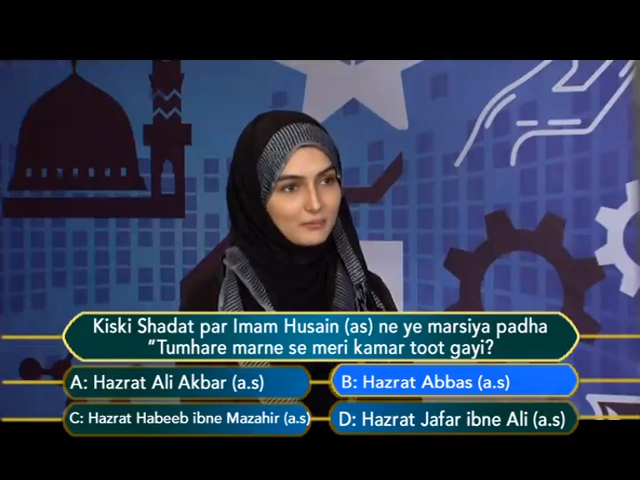 Kiski Shadat par Imam Husain (as) ne ye marsiya padha
“Tumhare marne se meri kamar toot gayi?
A: Hazrat Ali Akbar (a.s)
B: Hazrat Abbas (a.s)
C: Hazrat Habeeb ibne Mazahir (a.s)
D: Hazrat Jafar ibne Ali (a.s)